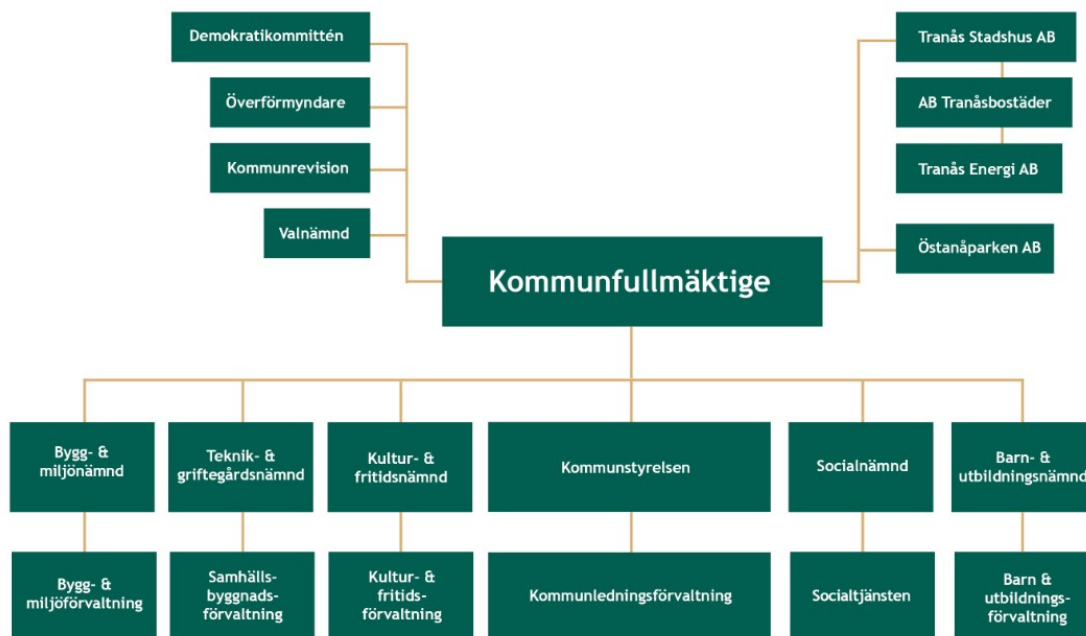 Demokratikommittén
Överförmyndare
Kommunrevision
Valnämnd
Tranås Stadshus AB
AB Tranåsbostäder
Tranås Energi AB
Östanåparken AB
Kommunfullmäktige
Bygg- &
miljönämnd
Teknik- &
griftegårdsnämnd
Kultur- &
fritidsnämnd
Kommunstyrelsen
Socialnämnd
Barn- &
utbildningsnämnd
Bygg- &
miljöförvaltning
Samhälls-
byggnads-
förvaltning
Kultur- &
fritids-
förvaltning
Kommunledningsförvaltning
Socialtjänsten
Barn &
utbildnings-
förvaltning